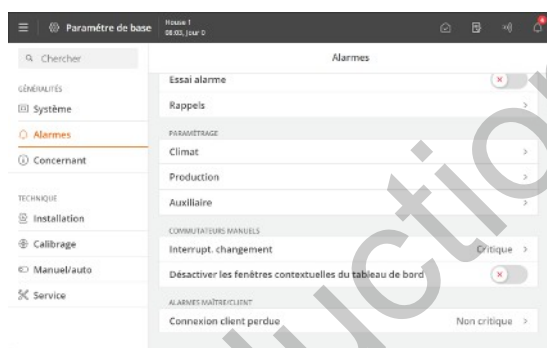 Paramétre de base
House 1
08:03, Jour 0
Chercher
Alarmes
GÉNÉRALITÉS
Système
Alarmes
Concernant
TECHNIQUE
Installation
Calibrage
Manuel/auto
Service
Essai alarme
Rappels
PARAMÉTRAGE
Climat
Production
Auxiliaire
COMMUTATEURS MANUELS
Interrupt. changement Critique
Désactiver les fenêtres contextuelles du tableau de bord
ALARMES MAÎTRE/CLIENT
Connexion client perdue Non critique